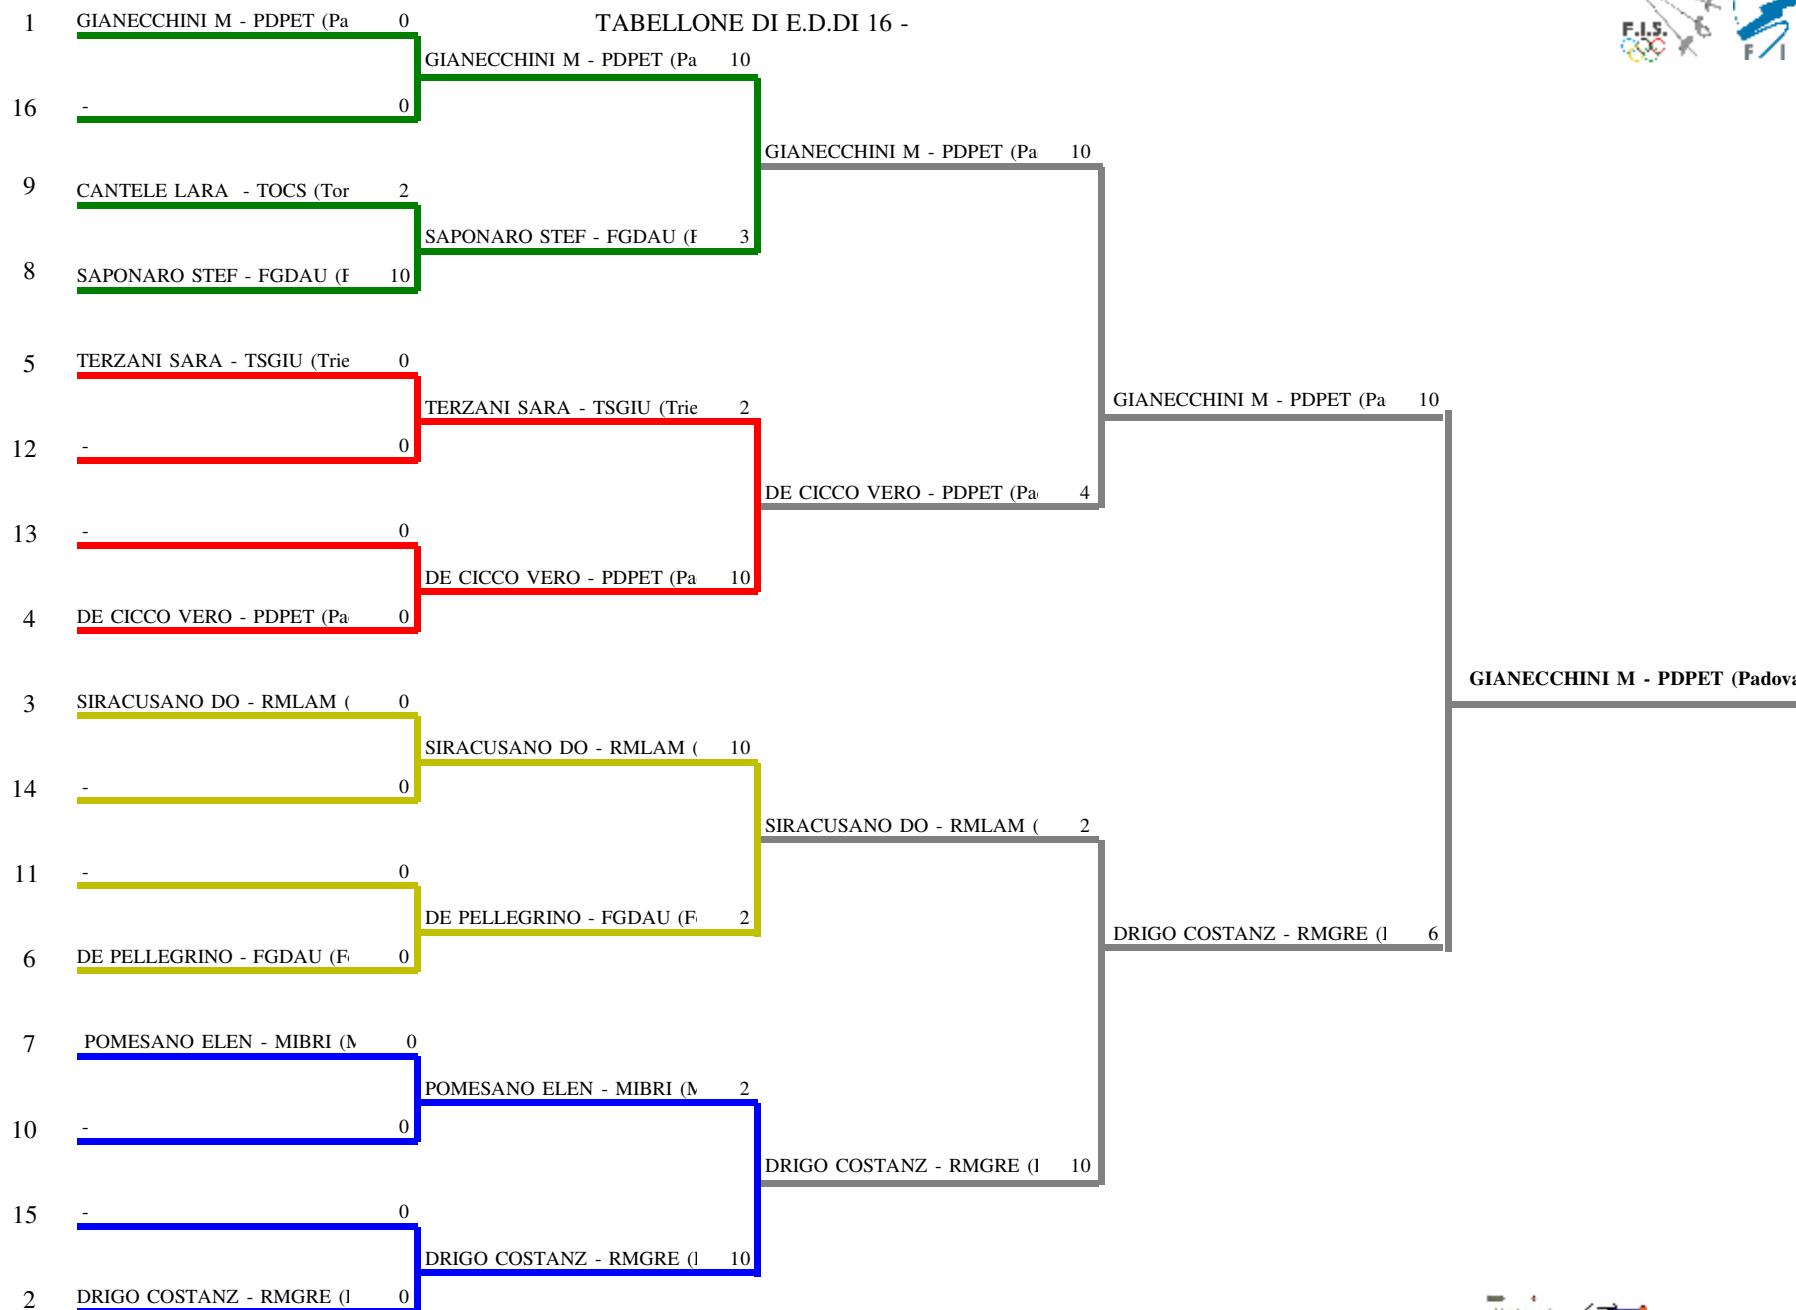 TABELLONE DI E.D.DI 16 -
F.I.S.
F I
1 GIANECCHINI M - PDPET (Pa 0
GIANECCHINI M - PDPET (Pa 10
16 - 0
GIANECCHINI M - PDPET (Pa 10
9 CANTELE LARA - TOCS (Tor 2
SAPONARO STEF - FGDAU (F 3
8 SAPONARO STEF - FGDAU (F 10
5 TERZANI SARA - TSGIU (Trie 0
GIANECCHINI M - PDPET (Pa 10
TERZANI SARA - TSGIU (Trie 2
12 - 0
DE CICCO VERO - PDPET (Pa 4
13 - 0
DE CICCO VERO - PDPET (Pa 10
4 DE CICCO VERO - PDPET (Pa 0
GIANECCHINI M - PDPET (Padova
3 SIRACUSANO DO - RMLAM ( 0
SIRACUSANO DO - RMLAM ( 10
14 - 0
SIRACUSANO DO - RMLAM ( 2
11 - 0
DE PELLEGRINO - FGDAU (F 2
DRIGO COSTANZ - RMGRE ( 6
6 DE PELLEGRINO - FGDAU (F 0
7 POMESANO ELEN - MIBRI (M 0
POMESANO ELEN - MIBRI (M 2
10 - 0
DRIGO COSTANZ - RMGRE ( 10
15 - 0
DRIGO COSTANZ - RMGRE ( 10
2 DRIGO COSTANZ - RMGRE ( 0